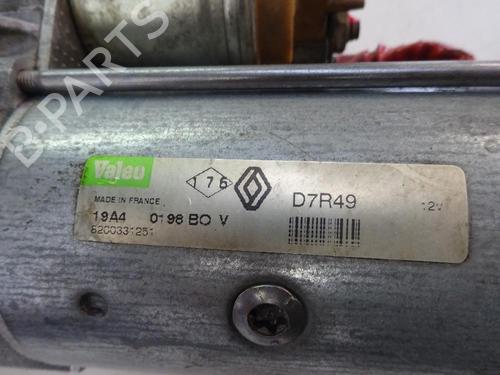 B-PARTS
Valeo
176
D7R49
12V
MADE IN FRANCE
19A4 0198 BO V
8200331251